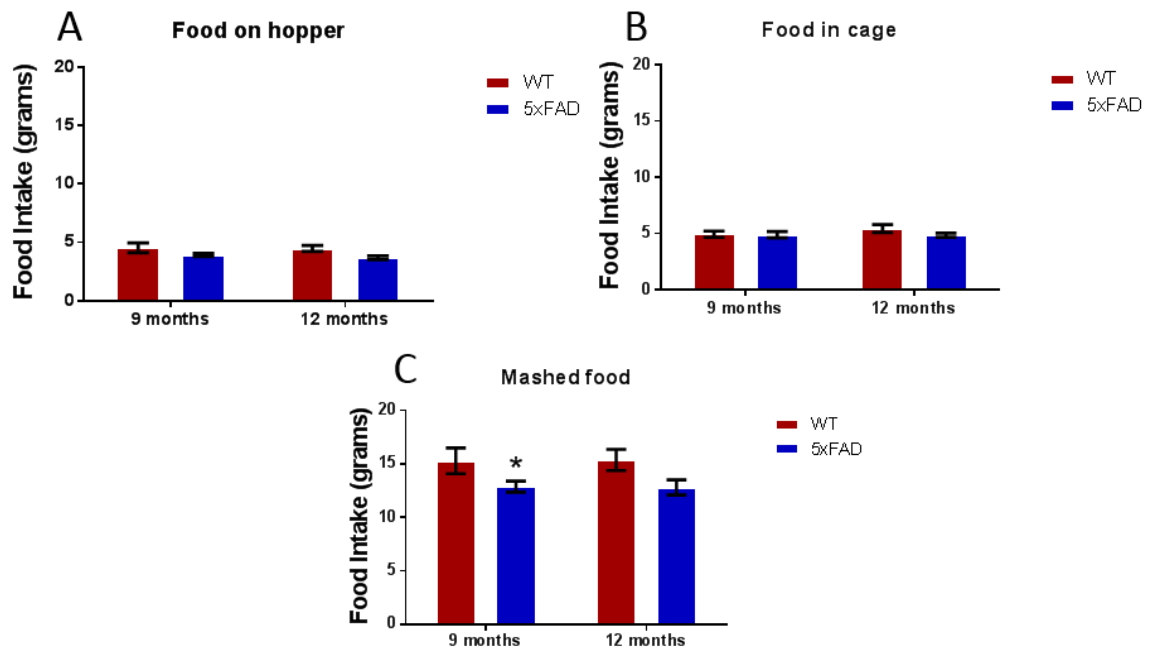 A
Food on hopper
Food Intake (grams)
20
15
10
5
0
9 months
12 months
WT
5xFAD
B
Food in cage
Food Intake (grams)
20
15
10
5
0
9 months
12 months
WT
5xFAD
C
Mashed food
Food Intake (grams)
20
15
10
5
0
*
9 months
12 months
WT
5xFAD